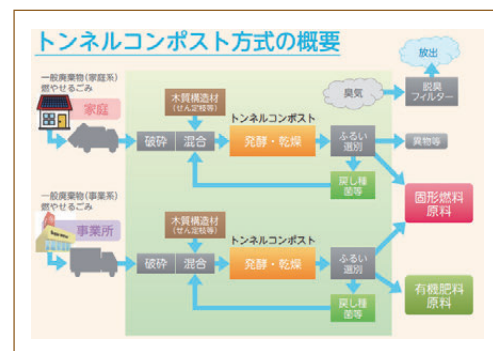 トンネルコンポスト方式の概要
一般廃棄物(家庭系)
燃やせるごみ
家庭
木質構造材
(せん定枝等)
臭気
放出
脱臭
フィルター
トンネルコンポスト
破砕
混合
発酵・乾燥
ふるい
選別
異物等
戻し種
菌等
固形燃料
原料
一般廃棄物(事業系)
燃やせるごみ
事業所
木質構造材
(せん定枝等)
トンネルコンポスト
破砕
混合
発酵・乾燥
ふるい
選別
戻し種
菌等
有機肥料
原料